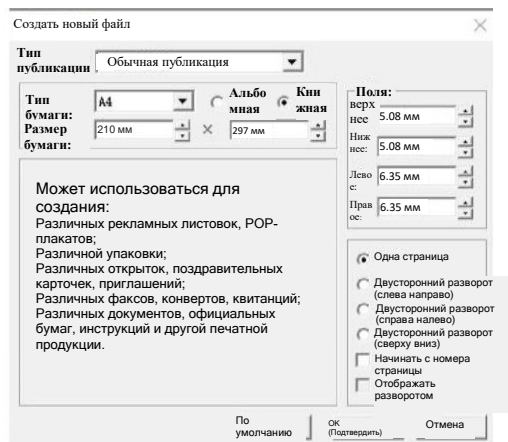 Создать новый файл
Тип
публикации
Обычная публикация
Тип
бумаги:
A4
Альбо
мная
Кни
жная
Размер
бумаги:
210 мм
×
297 мм
Поля:
верх
нее
5.08 мм
Ниж
нее:
5.08 мм
Лево
е:
6.35 мм
Прав
ое:
6.35 мм
Может использоваться для
создания:
Различных рекламных листовок, POP-
плакатов;
Различной упаковки;
Различных открыток, поздравительных
карточек, приглашений;
Различных факсов, конвертов, квитанций;
Различных документов, официальных
бумаг, инструкций и другой печатной
продукции.
Одна страница
Двусторонний разворот
(слева направо)
Двусторонний разворот
(справа налево)
Двусторонний разворот
(сверху вниз)
Начинать с номера
страницы
Отображать
разворотом
По
умолчанию
ОК
(Подтвердить)
Отмена